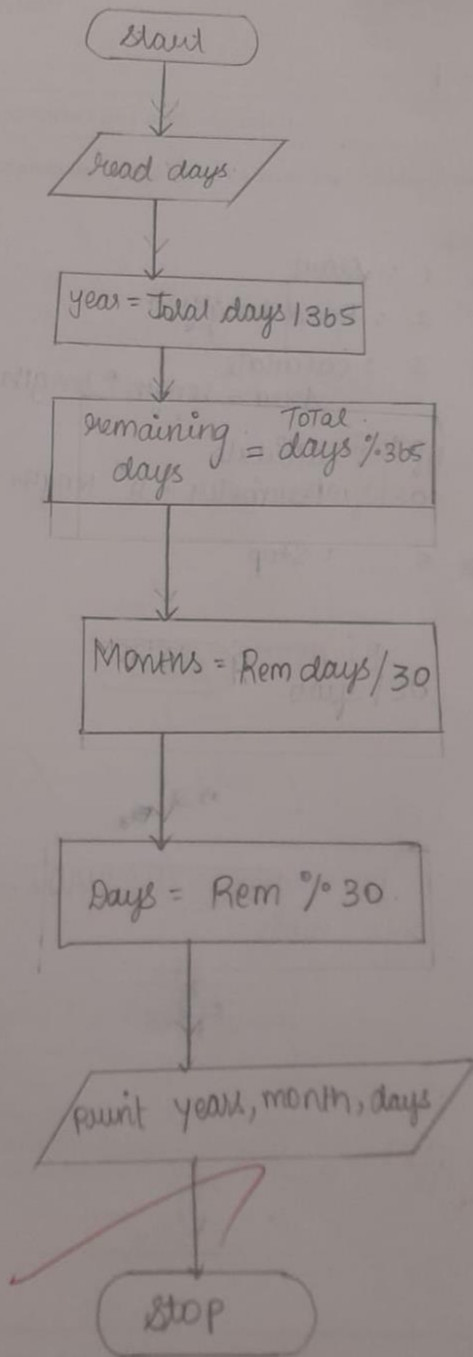 Start
read days
year = Total days / 365
remaining days = Total days % 365
Months = Rem days / 30
Days = Rem % 30
print years, month, days
Stop